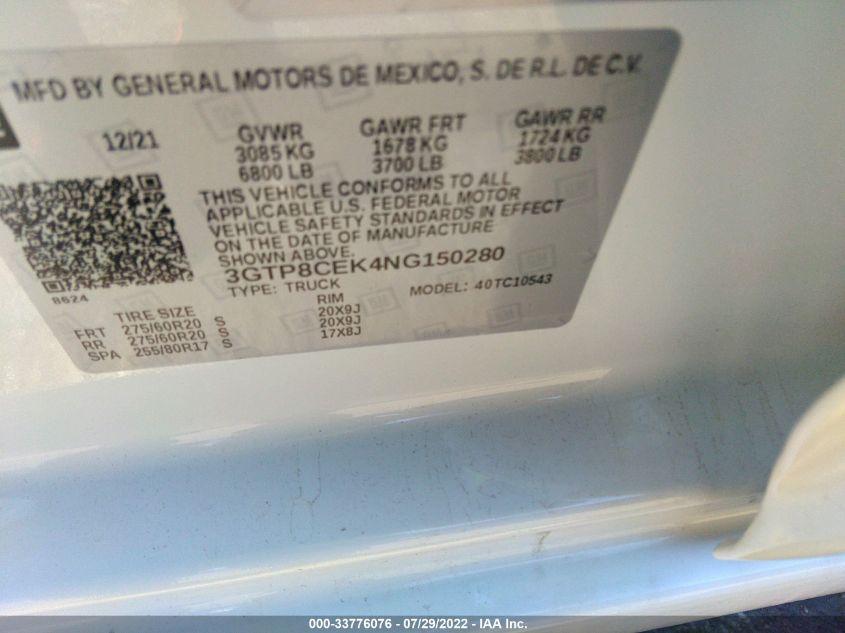 MFD BY GENERAL MOTORS DE MEXICO, S. DE R.L. DE C.V.
12/21 GVWR GAWR FRT GAWR RR
3085 KG 1678 KG 1724 KG
6800 LB 3700 LB 3800 LB
THIS VEHICLE CONFORMS TO ALL
APPLICABLE U.S. FEDERAL MOTOR
VEHICLE SAFETY STANDARDS IN EFFECT
ON THE DATE OF MANUFACTURE
SHOWN ABOVE.
3GTP8CEK4NG150280
8624 TYPE: TRUCK MODEL: 40TC10543
TIRE SIZE RIM
FRT 275/60R20 S 20X9J
RR 275/60R20 S 20X9J
SPA 255/80R17 S 17X8J
000-33776076 / 07/29/2022 - IAA Inc.